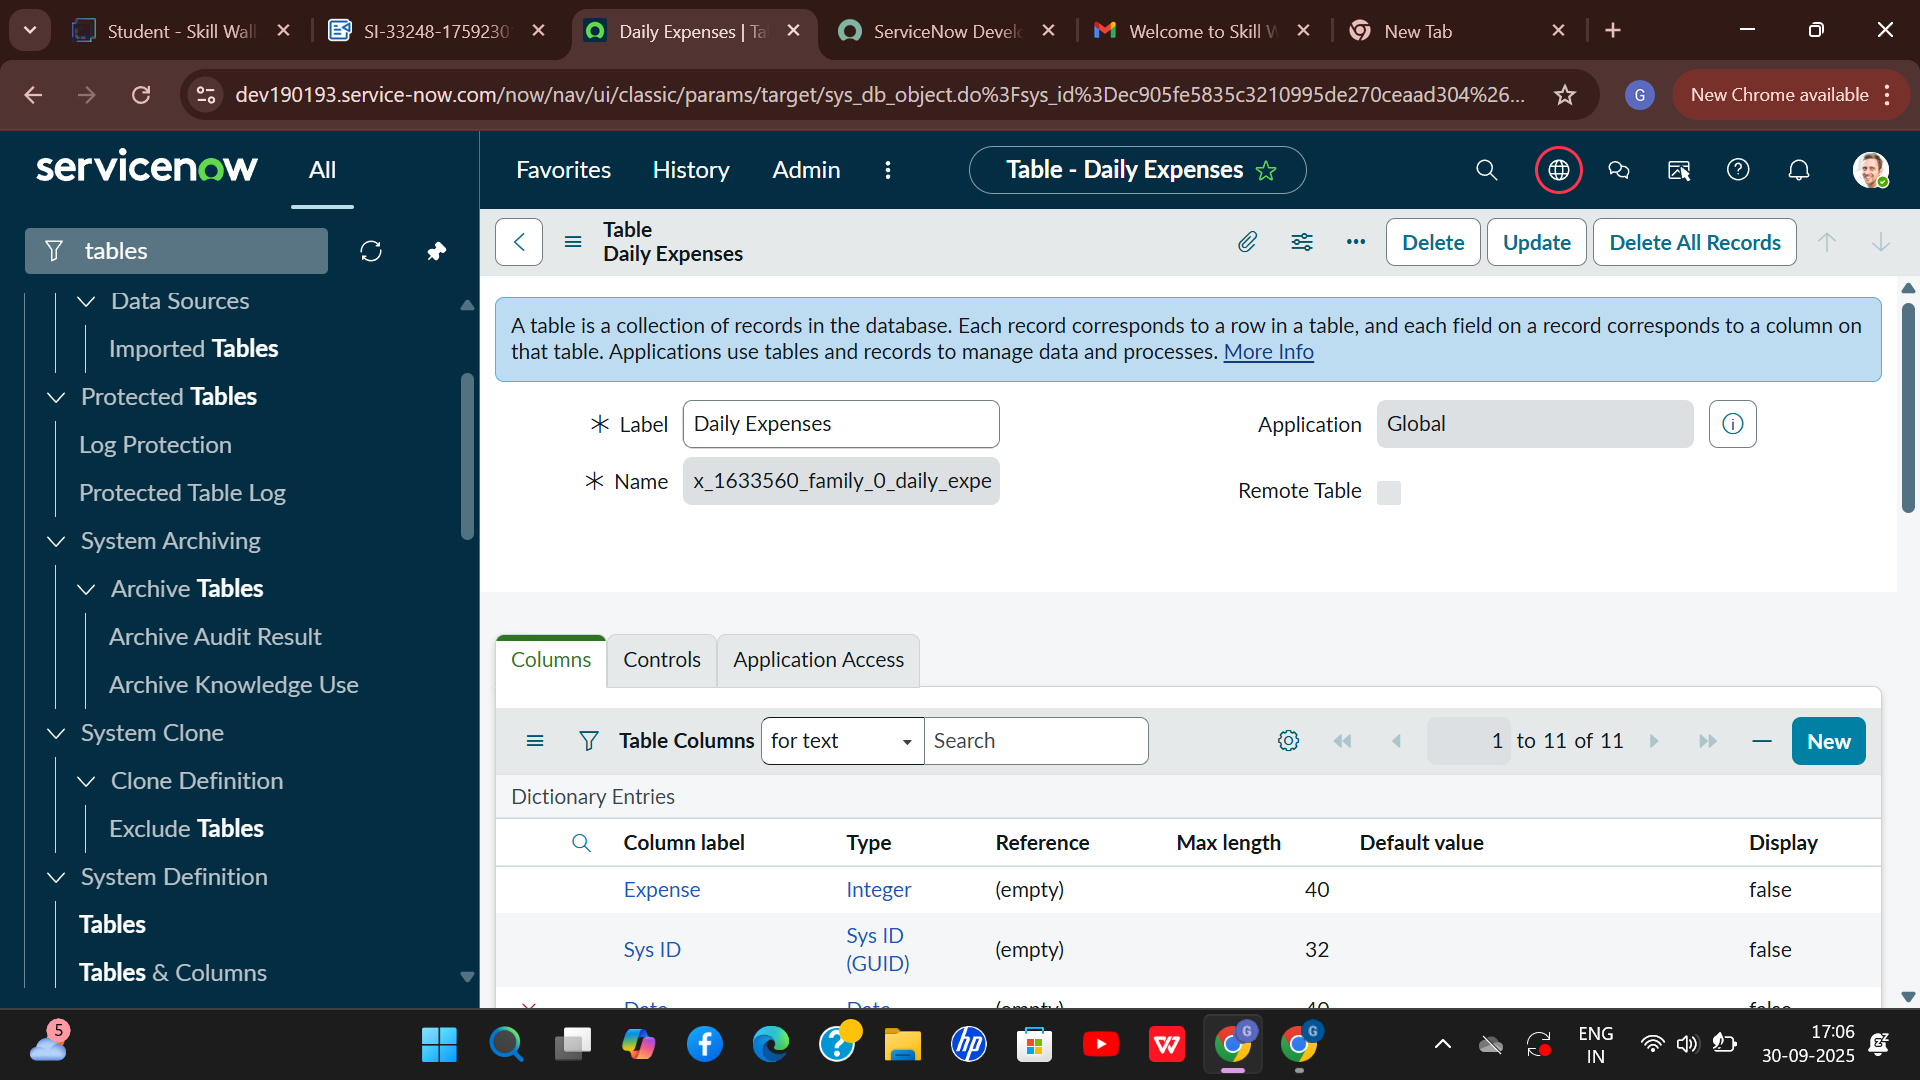 Student - Skill Wall
SI-33248-1759230
Daily Expenses | Ta
ServiceNow Develo
Welcome to Skill W
New Tab
dev190193.service-now.com/now/nav/ui/classic/params/target/sys_db_object.do%3Fsys_id%3Dec905fe5835c3210995de270ceaad304%26...
G
New Chrome available
servicenow
All
Favorites
History
Admin
Table - Daily Expenses
tables
Data Sources
Imported Tables
Protected Tables
Log Protection
Protected Table Log
System Archiving
Archive Tables
Archive Audit Result
Archive Knowledge Use
System Clone
Clone Definition
Exclude Tables
System Definition
Tables
Tables & Columns
Table
Daily Expenses
Delete
Update
Delete All Records
A table is a collection of records in the database. Each record corresponds to a row in a table, and each field on a record corresponds to a column on
that table. Applications use tables and records to manage data and processes. More Info
Label
Daily Expenses
Application
Global
Name
x_1633560_family_0_daily_expe
Remote Table
Columns
Controls
Application Access
Table Columns
for text
Search
1 to 11 of 11
New
Dictionary Entries
Column label Type Reference Max length Default value Display
Expense Integer (empty) 40 false
Sys ID Sys ID (GUID) (empty) 32 false
Date Date (empty) 40 false
5
hp
G
G
ENG
IN
17:06
30-09-2025